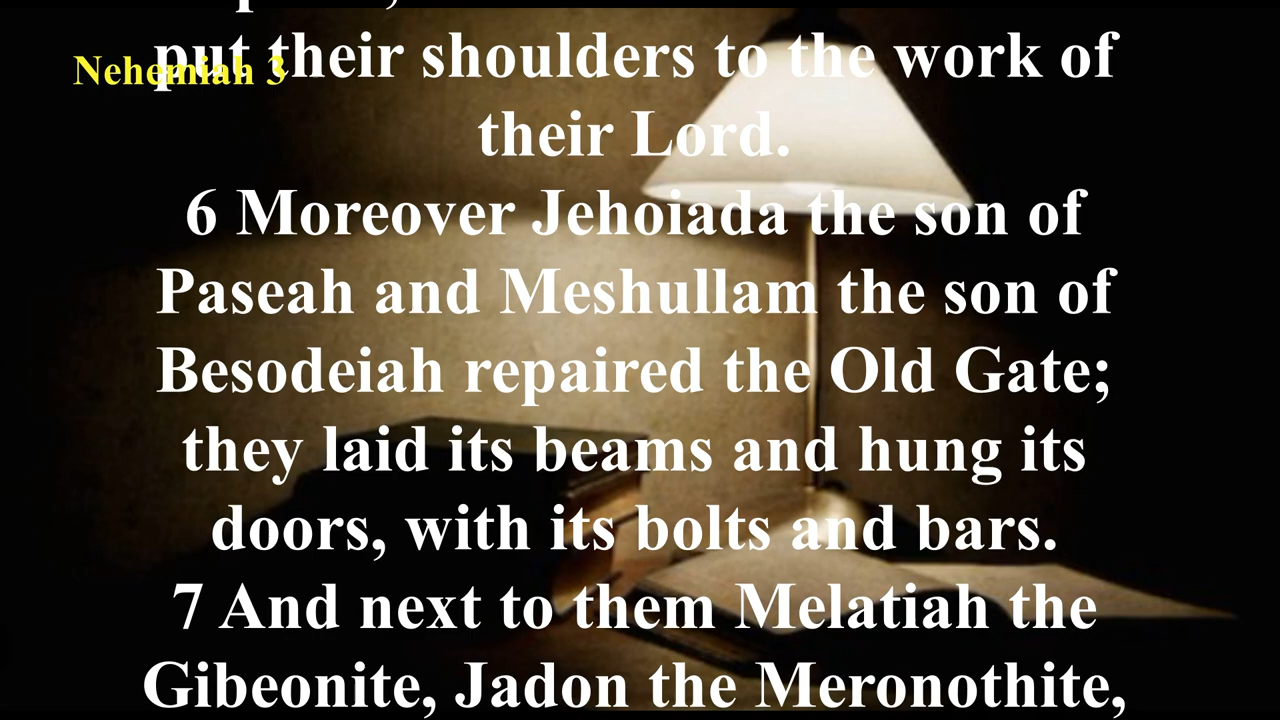 Nehemiah 3
put their shoulders to the work of
their Lord.
6 Moreover Jehoiada the son of
Paseah and Meshullam the son of
Besodeiah repaired the Old Gate;
they laid its beams and hung its
doors, with its bolts and bars.
7 And next to them Melatiah the
Gibeonite, Jadon the Meronothite,